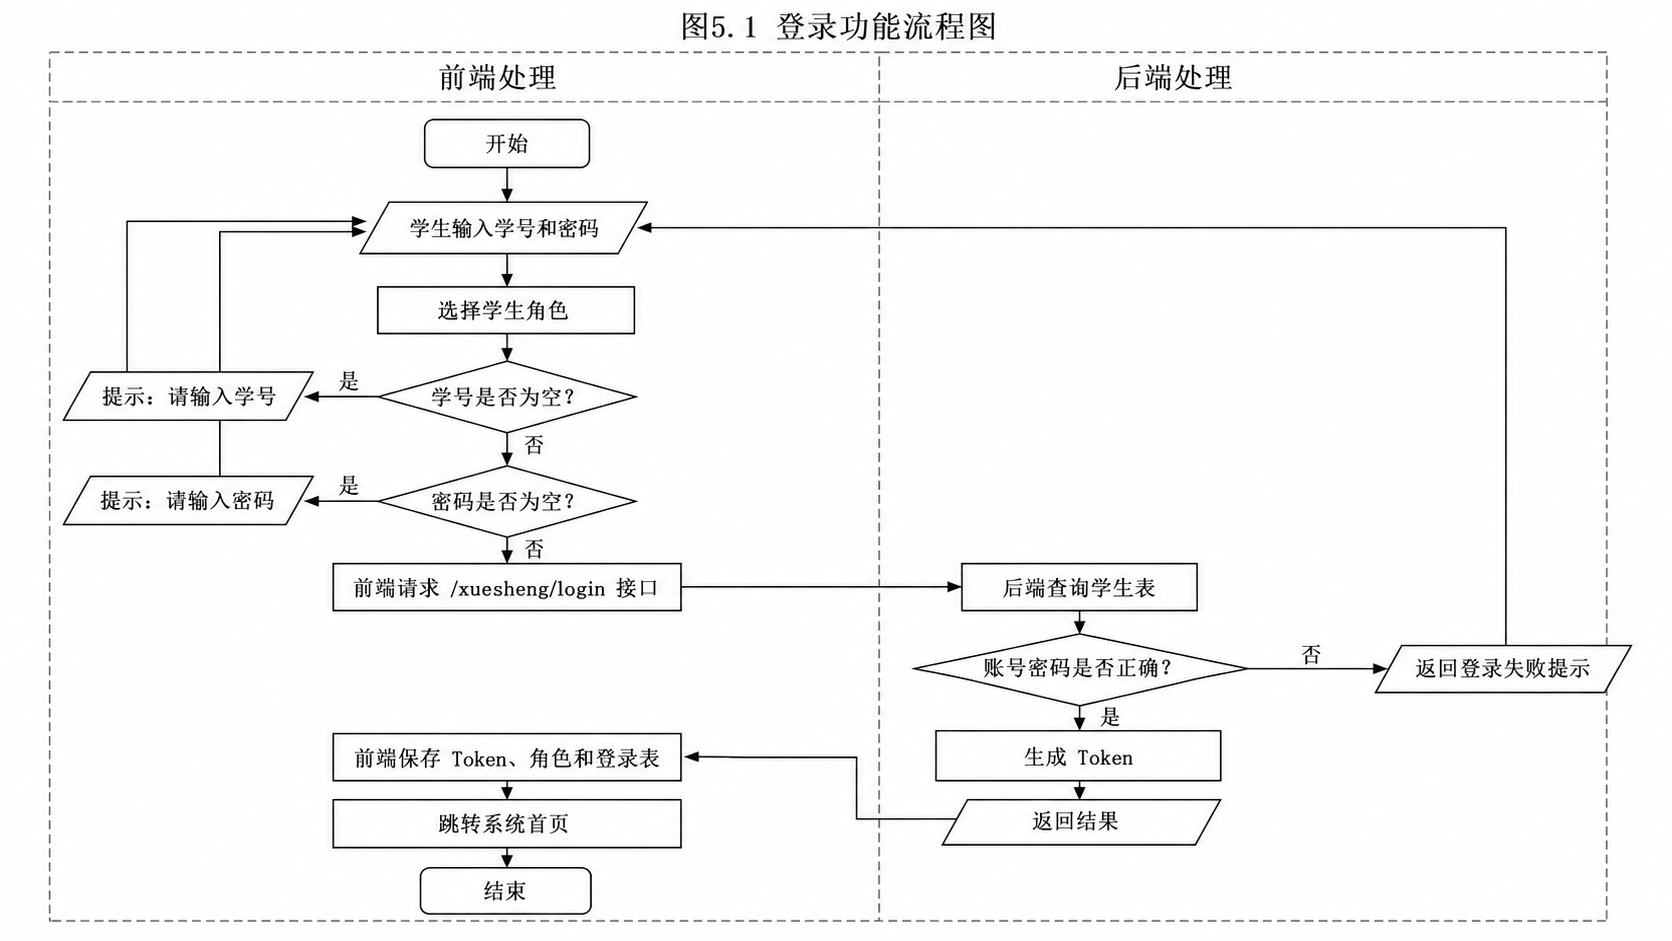 图5.1 登录功能流程图
前端处理
后端处理
开始
学生输入学号和密码
选择学生角色
学号是否为空?
是
提示: 请输入学号
否
密码是否为空?
是
提示: 请输入密码
否
前端请求 /xuesheng/login 接口
后端查询学生表
账号密码是否正确?
否
返回登录失败提示
是
生成 Token
返回结果
前端保存 Token、角色和登录表
跳转系统首页
结束